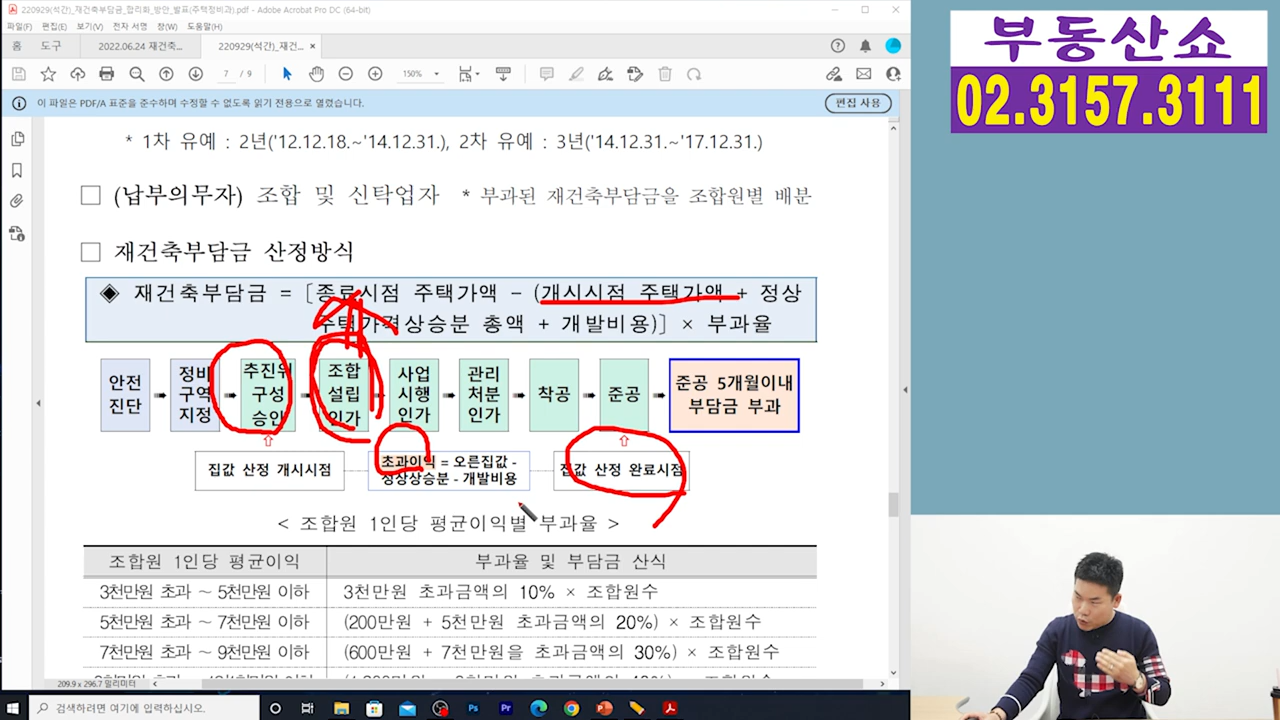 220929(석간)_재건축부담금_합리화_방안_발표(주택정비과).pdf - Adobe Acrobat Pro DC (64-bit)
파일(F) 편집(E) 보기(V) 전자 서명 창(W) 도움말(H)
홈 도구 2022.06.24 재건축... 220929(석간)_재건... ×
7 / 9 150%
이 파일은 PDF/A 표준을 준수하며 수정할 수 없도록 읽기 전용으로 열렸습니다. 편집 사용
* 1차 유예 : 2년('12.12.18.~'14.12.31.), 2차 유예 : 3년('14.12.31.~'17.12.31.)
□ (납부의무자) 조합 및 신탁업자 * 부과된 재건축부담금을 조합원별 배분
□ 재건축부담금 산정방식
◈ 재건축부담금 = [종료시점 주택가액 - (개시시점 주택가액 + 정상
주택가격상승분 총액 + 개발비용)] × 부과율
안전
진단
정비
구역
지정
추진위
구성
승인
조합
설립
인가
사업
시행
인가
관리
처분
인가
착공
준공
준공 5개월이내
부담금 부과
집값 산정 개시시점
초과이익 = 오른집값 -
정상상승분 - 개발비용
집값 산정 완료시점
< 조합원 1인당 평균이익별 부과율 >
조합원 1인당 평균이익 부과율 및 부담금 산식
3천만원 초과 ~ 5천만원 이하 3천만원 초과금액의 10% × 조합원수
5천만원 초과 ~ 7천만원 이하 (200만원 + 5천만원 초과금액의 20%) × 조합원수
7천만원 초과 ~ 9천만원 이하 (600만원 + 7천만원을 초과금액의 30%) × 조합원수
209.9 x 296.7 밀리미터
검색하려면 여기에 입력하십시오.
부동산쇼
02.3157.3111